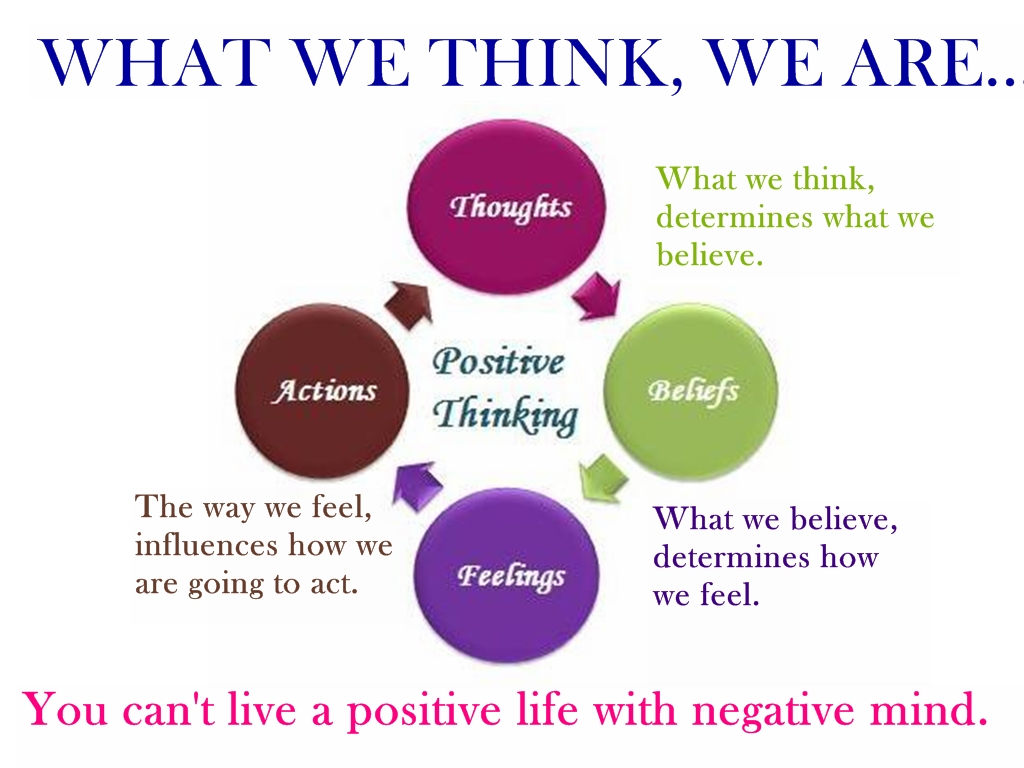 WHAT WE THINK, WE ARE...
Thoughts
What we think,
determines what we
believe.
Positive
Thinking
Actions
Beliefs
The way we feel,
influences how we
are going to act.
Feelings
What we believe,
determines how
we feel.
You can't live a positive life with negative mind.